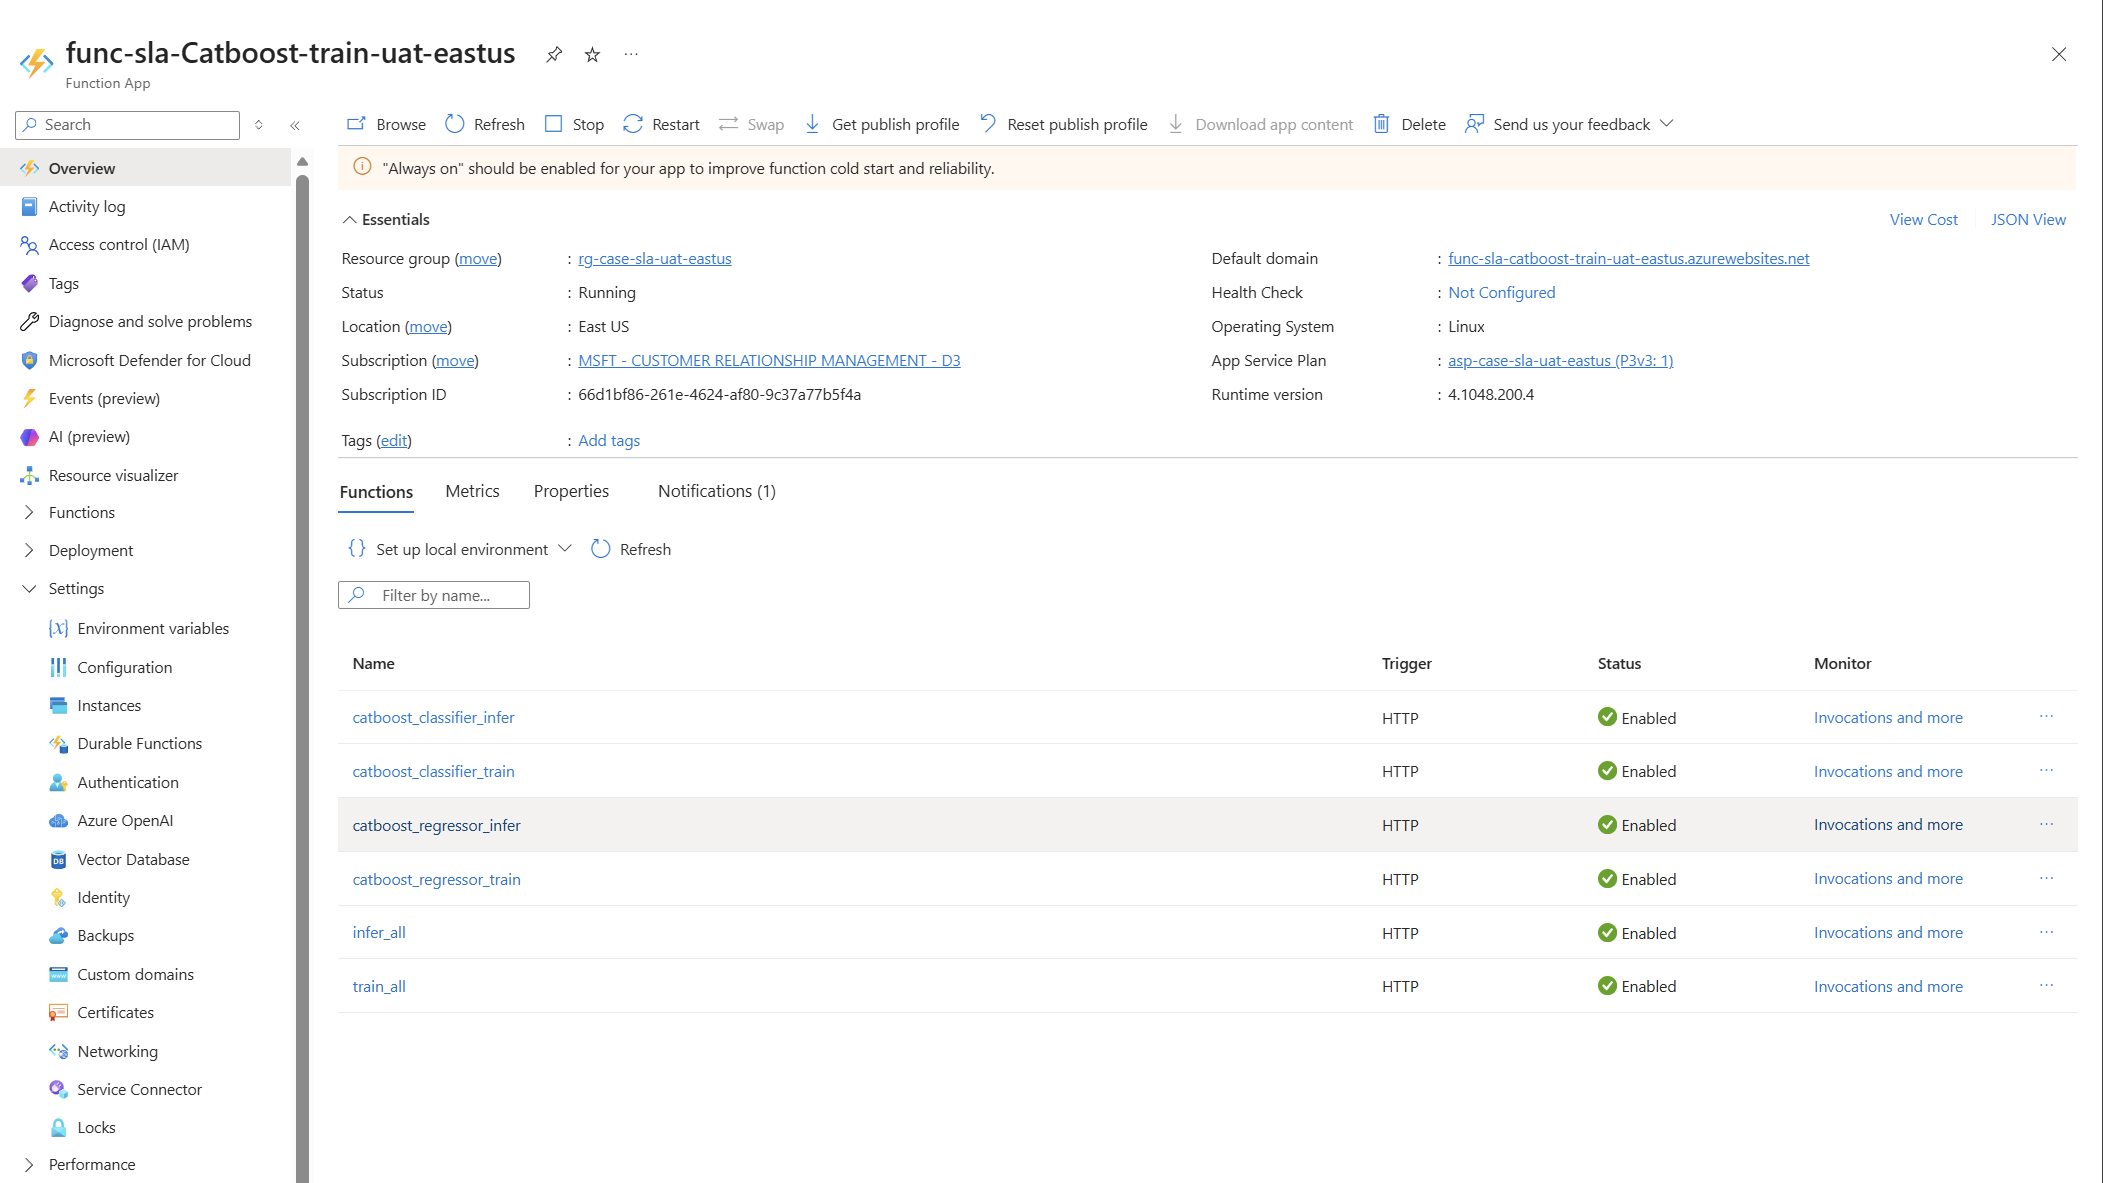 func-sla-Catboost-train-uat-eastus
Function App
Search
Browse Refresh Stop Restart Swap Get publish profile Reset publish profile Download app content Delete Send us your feedback
Overview
Activity log
Access control (IAM)
Tags
Diagnose and solve problems
Microsoft Defender for Cloud
Events (preview)
AI (preview)
Resource visualizer
Functions
Deployment
Settings
Environment variables
Configuration
Instances
Durable Functions
Authentication
Azure OpenAI
Vector Database
Identity
Backups
Custom domains
Certificates
Networking
Service Connector
Locks
Performance
"Always on" should be enabled for your app to improve function cold start and reliability.
Essentials
View Cost JSON View
Resource group (move) : rg-case-sla-uat-eastus
Status : Running
Location (move) : East US
Subscription (move) : MSFT - CUSTOMER RELATIONSHIP MANAGEMENT - D3
Subscription ID : 66d1bf86-261e-4624-af80-9c37a77b5f4a
Tags (edit) : Add tags
Default domain : func-sla-catboost-train-uat-eastus.azurewebsites.net
Health Check : Not Configured
Operating System : Linux
App Service Plan : asp-case-sla-uat-eastus (P3v3: 1)
Runtime version : 4.1048.200.4
Functions Metrics Properties Notifications (1)
Set up local environment Refresh
Filter by name...
Name Trigger Status Monitor
catboost_classifier_infer HTTP Enabled Invocations and more
catboost_classifier_train HTTP Enabled Invocations and more
catboost_regressor_infer HTTP Enabled Invocations and more
catboost_regressor_train HTTP Enabled Invocations and more
infer_all HTTP Enabled Invocations and more
train_all HTTP Enabled Invocations and more